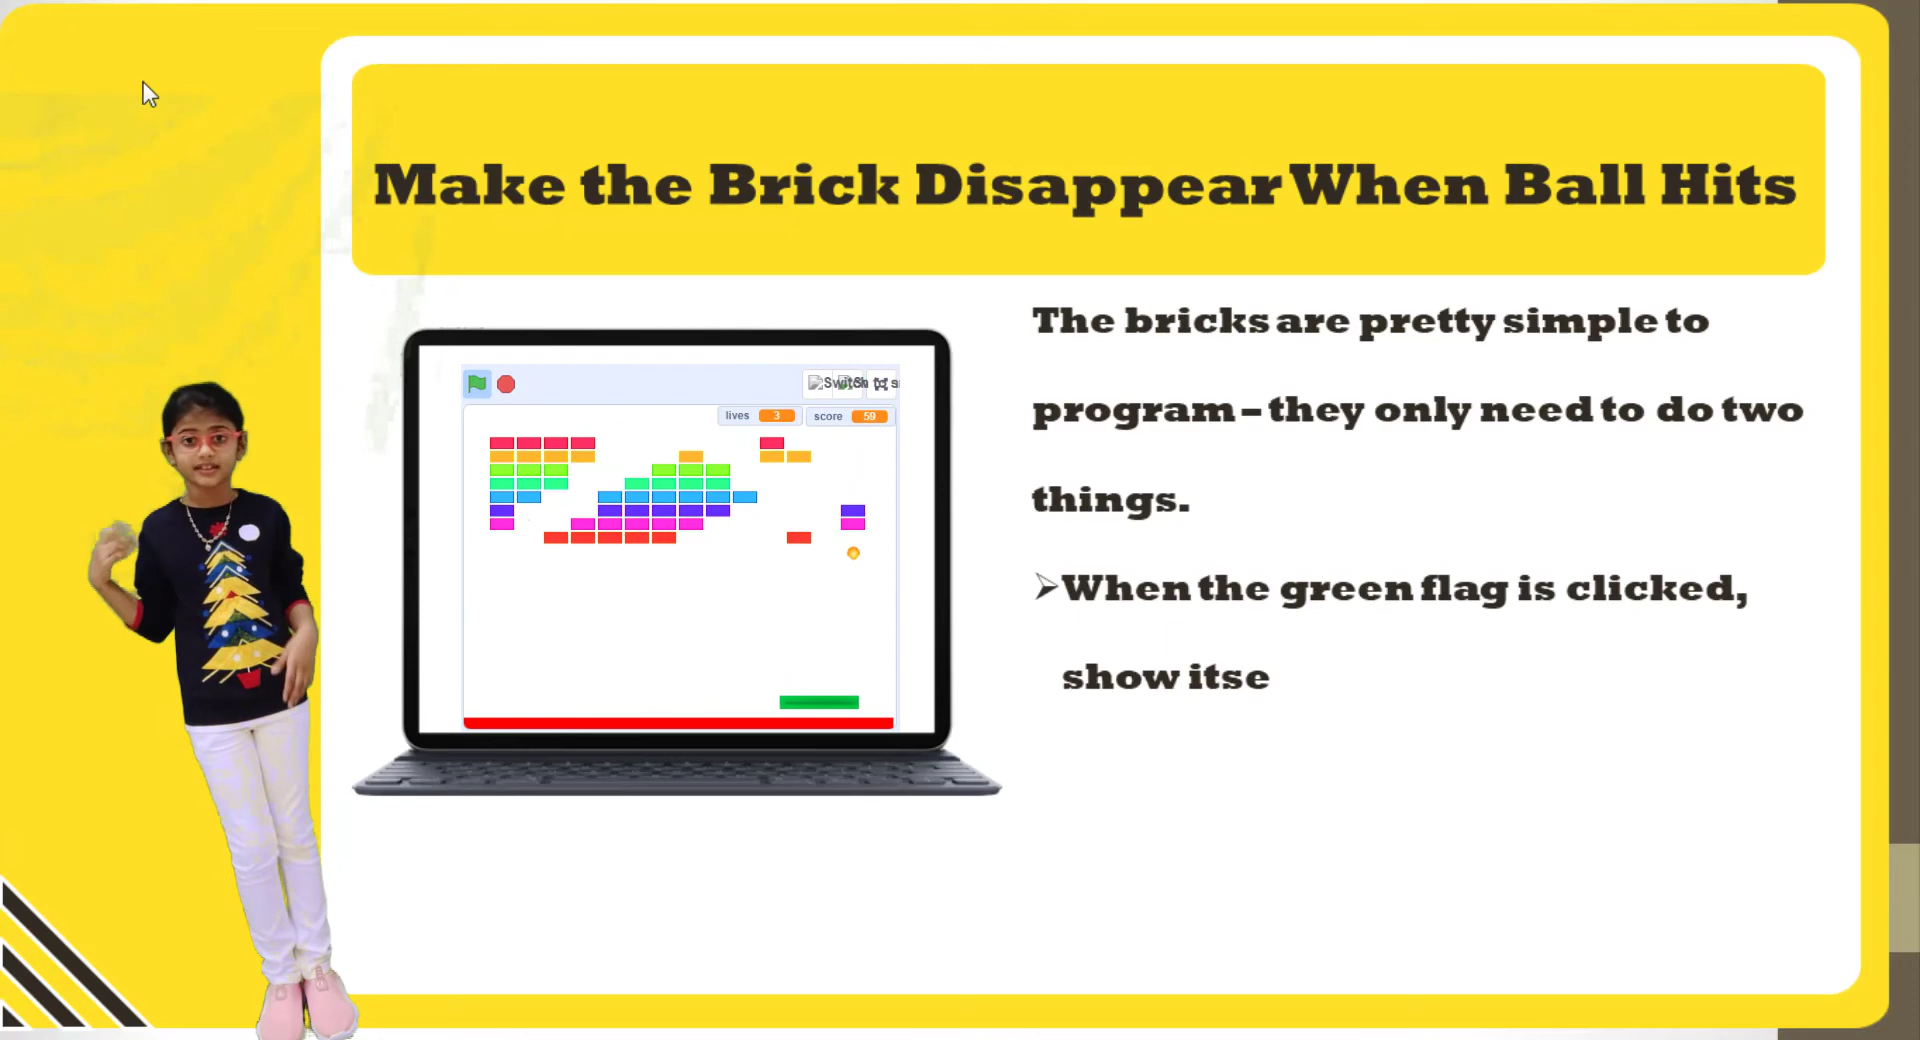 Make the Brick Disappear When Ball Hits
The bricks are pretty simple to
program – they only need to do two
things.
➢When the green flag is clicked,
show itse
lives 3 score 59